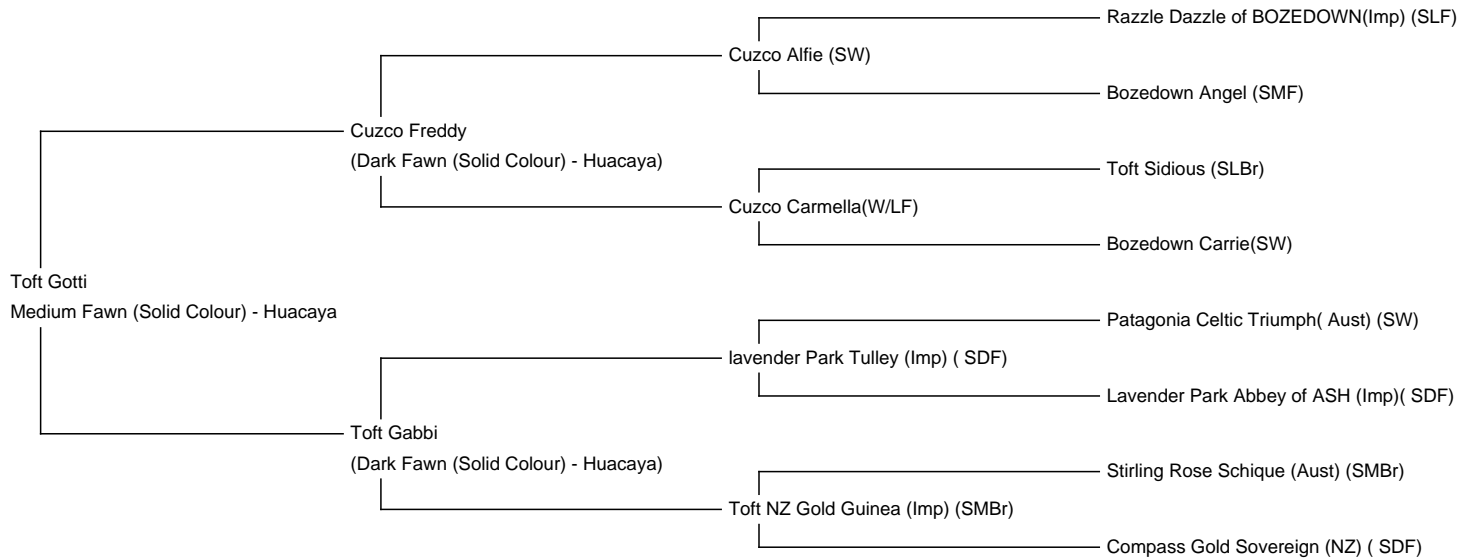 Razzle Dazzle of BOZEDOWN(Imp) (SLF)
Cuzco Alfie (SW)
Bozedown Angel (SMF)
Cuzco Freddy
(Dark Fawn (Solid Colour) - Huacaya)
Toft Sidious (SLBr)
Cuzco Carmella(W/LF)
Bozedown Carrie(SW)
Toft Gotti
Medium Fawn (Solid Colour) - Huacaya
Patagonia Celtic Triumph( Aust) (SW)
lavender Park Tulley (Imp) ( SDF)
Lavender Park Abbey of ASH (Imp)( SDF)
Toft Gabbi
(Dark Fawn (Solid Colour) - Huacaya)
Stirling Rose Schique (Aust) (SMBr)
Toft NZ Gold Guinea (Imp) (SMBr)
Compass Gold Sovereign (NZ) ( SDF)